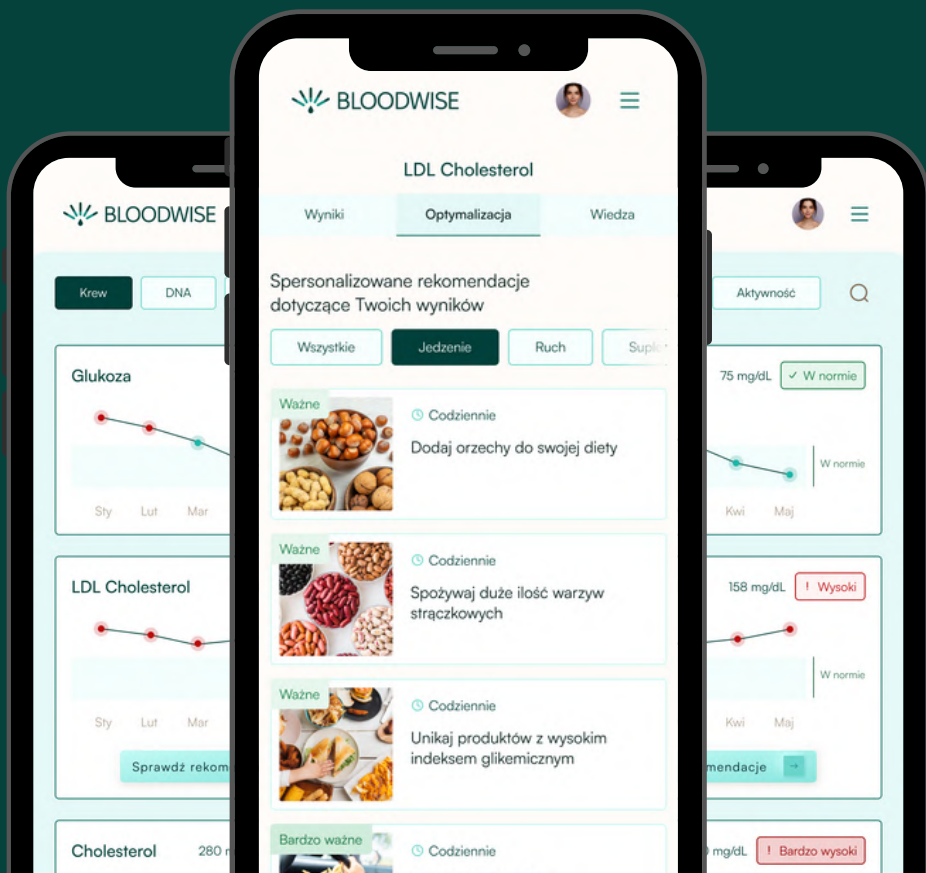 BLOODWISE
LDL Cholesterol
Wyniki
Optymalizacja
Wiedza
Spersonalizowane rekomendacje
dotyczące Twoich wyników
Wszystkie
Jedzenie
Ruch
Ważne
Codziennie
Dodaj orzechy do swojej diety
Ważne
Codziennie
Spożywaj duże ilość warzyw
strączkowych
Ważne
Codziennie
Unikaj produktów z wysokim
indeksem glikemicznym
Bardzo ważne
Codziennie
BLOODWISE
Krew
DNA
Glukoza
Sty
Lut
Mar
LDL Cholesterol
Sty
Lut
Mar
Sprawdź
Cholesterol
280
Aktywność
75 mg/dL
W normie
W normie
Kwi
Maj
158 mg/dL
! Wysoki
W normie
Kwi
Maj
mg/dL
! Bardzo wysoki